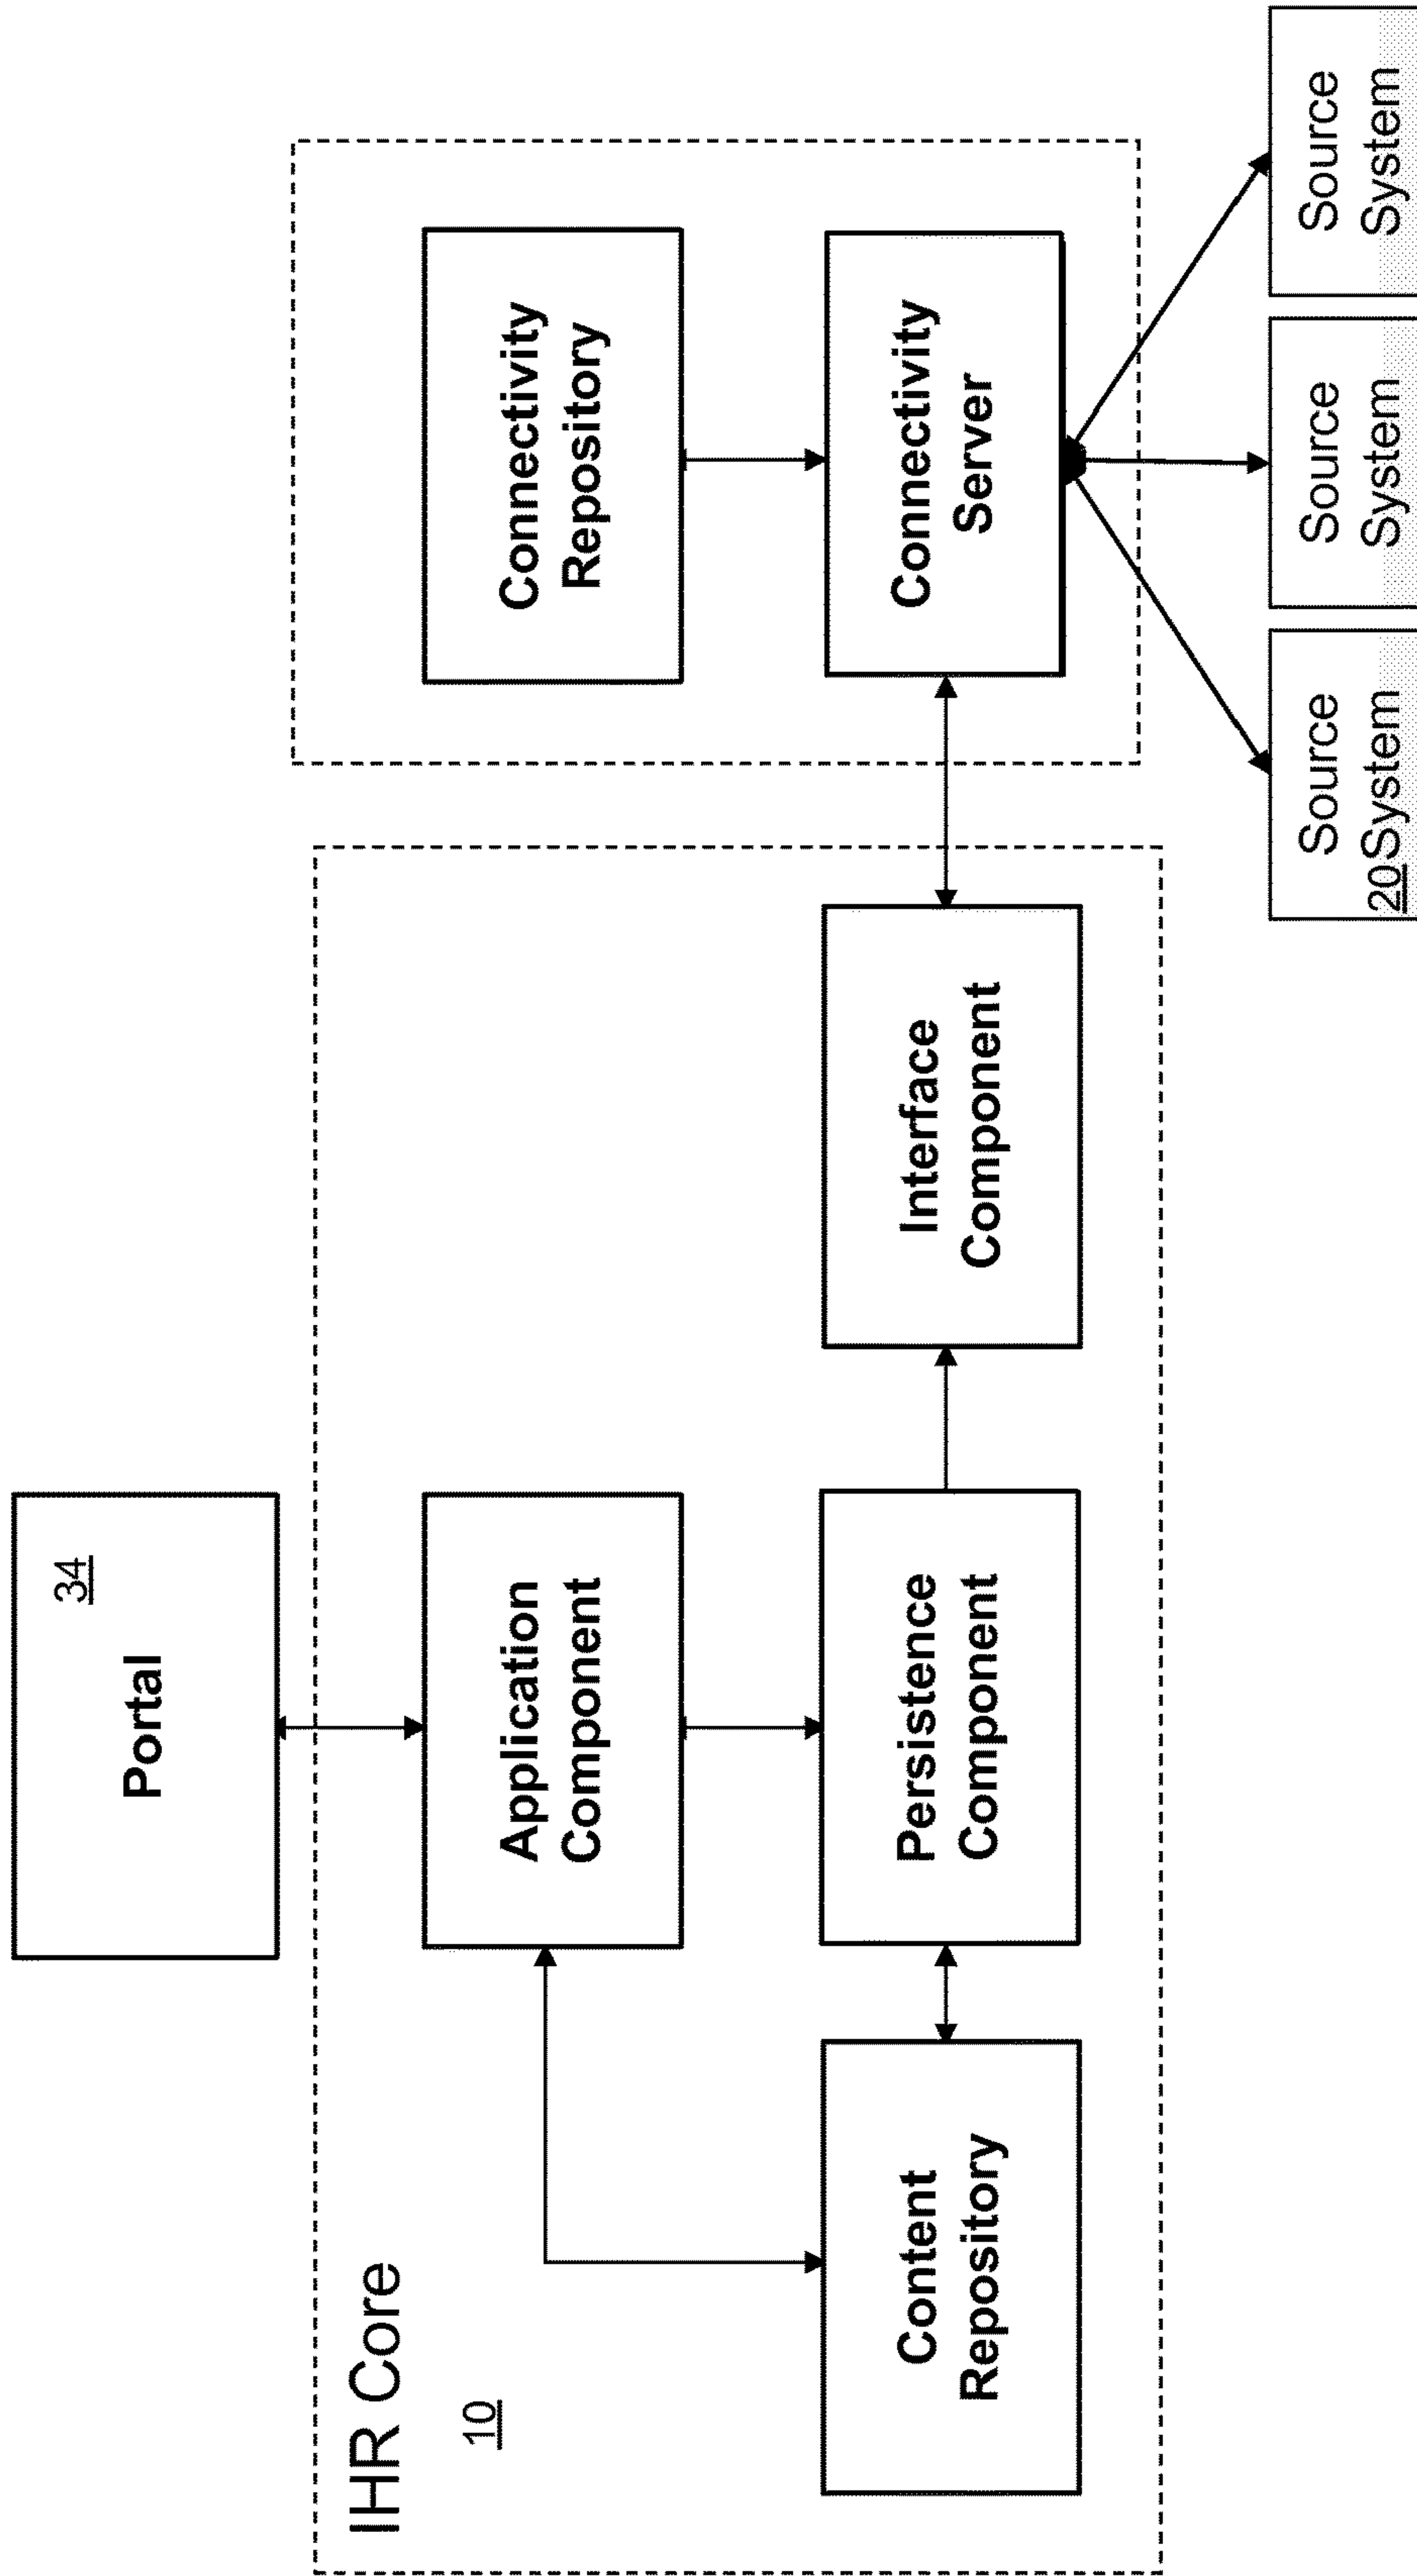 Portal
34
IHR Core
10
Application
Component
Connectivity
Repository
Content
Repository
Persistence
Component
Interface
Component
Connectivity
Server
Source
20System
Source
System
Source
System